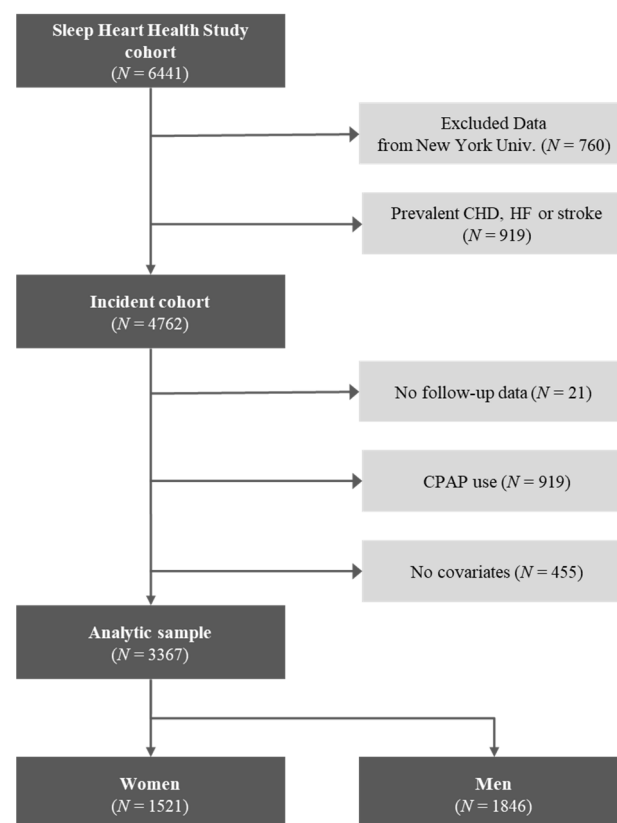 Sleep Heart Health Study
cohort
(N = 6441)
Excluded Data
from New York Univ. (N = 760)
Prevalent CHD, HF or stroke
(N = 919)
Incident cohort
(N = 4762)
No follow-up data (N = 21)
CPAP use (N = 919)
No covariates (N = 455)
Analytic sample
(N = 3367)
Women
(N = 1521)
Men
(N = 1846)